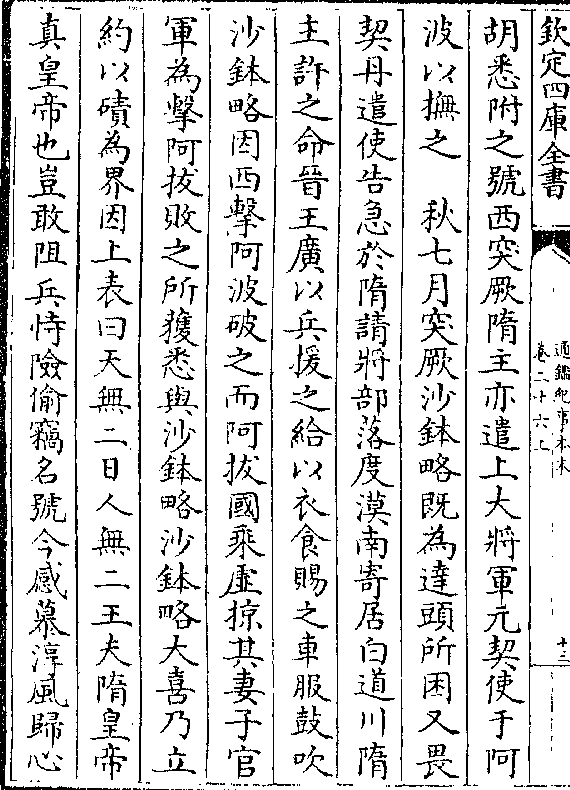 欽定四庫全書
通鑑紀事本末
卷二十六上
十三
胡悉附之號西突厥隋主亦遣上大將軍元契使于阿
波以撫之　秋七月突厥沙鉢略既為達頭所困又畏
契丹遣使告急於隋請將部落度漠南寄居白道川隋
主許之命晉王廣以兵援之給以衣食賜之車服鼓吹
沙鉢略因西擊阿波破之而阿拔國乘虛掠其妻子官
軍為擊阿拔敗之所獲悉與沙鉢略沙鉢略大喜乃立
約以磧為界因上表曰天無二日人無二王夫隋皇帝
真皇帝也豈敢阻兵恃險偷竊名號今感慕淳風歸心